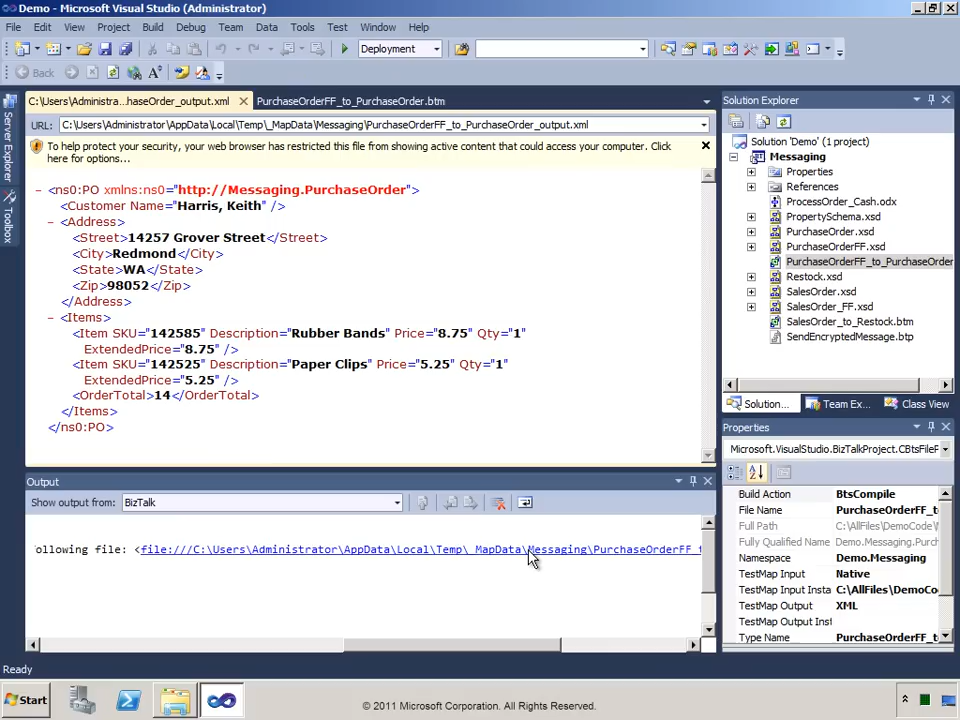 Demo - Microsoft Visual Studio (Administrator)
File Edit View Project Build Debug Team Data Tools Test Window Help
Deployment
Back
C:\Users\Administra...haseOrder_output.xml
PurchaseOrderFF_to_PurchaseOrder.btm
URL: C:\Users\Administrator\AppData\Local\Temp\_MapData\Messaging\PurchaseOrderFF_to_PurchaseOrder_output.xml
To help protect your security, your web browser has restricted this file from showing active content that could access your computer. Click
here for options...
- <ns0:PO xmlns:ns0="http://Messaging.PurchaseOrder">
<Customer Name="Harris, Keith" />
- <Address>
<Street>14257 Grover Street</Street>
<City>Redmond</City>
<State>WA</State>
<Zip>98052</Zip>
</Address>
- <Items>
<Item SKU="142585" Description="Rubber Bands" Price="8.75" Qty="1"
ExtendedPrice="8.75" />
<Item SKU="142525" Description="Paper Clips" Price="5.25" Qty="1"
ExtendedPrice="5.25" />
<OrderTotal>14</OrderTotal>
</Items>
</ns0:PO>
Server Explorer
Toolbox
Output
Show output from: BizTalk
ollowing file: <file:///C:\Users\Administrator\AppData\Local\Temp\_MapData\Messaging\PurchaseOrderFF_t
Solution Explorer
Solution 'Demo' (1 project)
Messaging
Properties
References
ProcessOrder_Cash.odx
PropertySchema.xsd
PurchaseOrder.xsd
PurchaseOrderFF.xsd
PurchaseOrderFF_to_PurchaseOrder
Restock.xsd
SalesOrder.xsd
SalesOrder_FF.xsd
SalesOrder_to_Restock.btm
SendEncryptedMessage.btp
Solution... Team Ex... Class View
Properties
Microsoft.VisualStudio.BizTalkProject.CBtsFileP
Build Action BtsCompile
File Name PurchaseOrderFF_t
Full Path C:\AllFiles\DemoCode
Fully Qualified Name Demo.Messaging.Purch
Namespace Demo.Messaging
TestMap Input Native
TestMap Input Insta C:\AllFiles\DemoCo
TestMap Output XML
TestMap Output Inst
Type Name PurchaseOrderFF_t
Ready
Start
© 2011 Microsoft Corporation. All Rights Reserved.